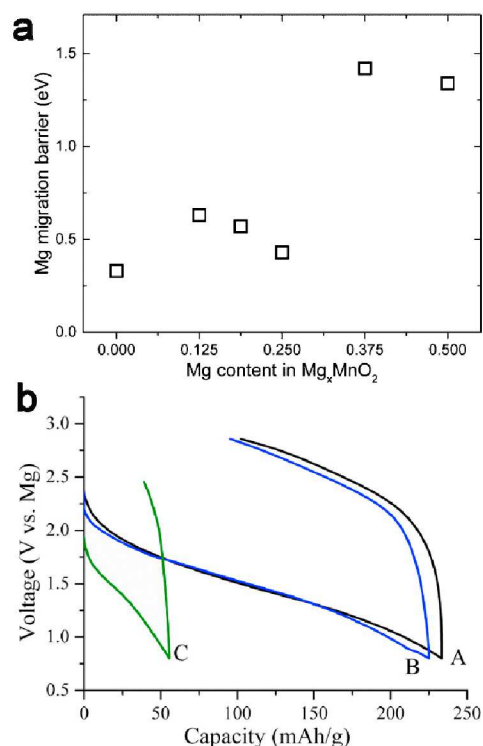 a
Mg migration barrier (eV)
1.5
1.0
0.5
0.0
0.000 0.125 0.250 0.375 0.500
Mg content in MgₓMnO₂
b
Voltage (V vs. Mg)
3.0
2.5
2.0
1.5
1.0
0.5
C
B
A
0 50 100 150 200 250
Capacity (mAh/g)